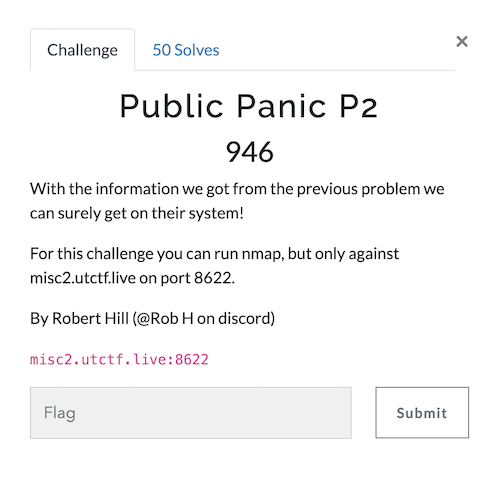 Challenge
50 Solves
×
Public Panic P2
946
With the information we got from the previous problem we
can surely get on their system!
For this challenge you can run nmap, but only against
misc2.utctf.live on port 8622.
By Robert Hill (@Rob H on discord)
misc2.utctf.live:8622
Flag
Submit